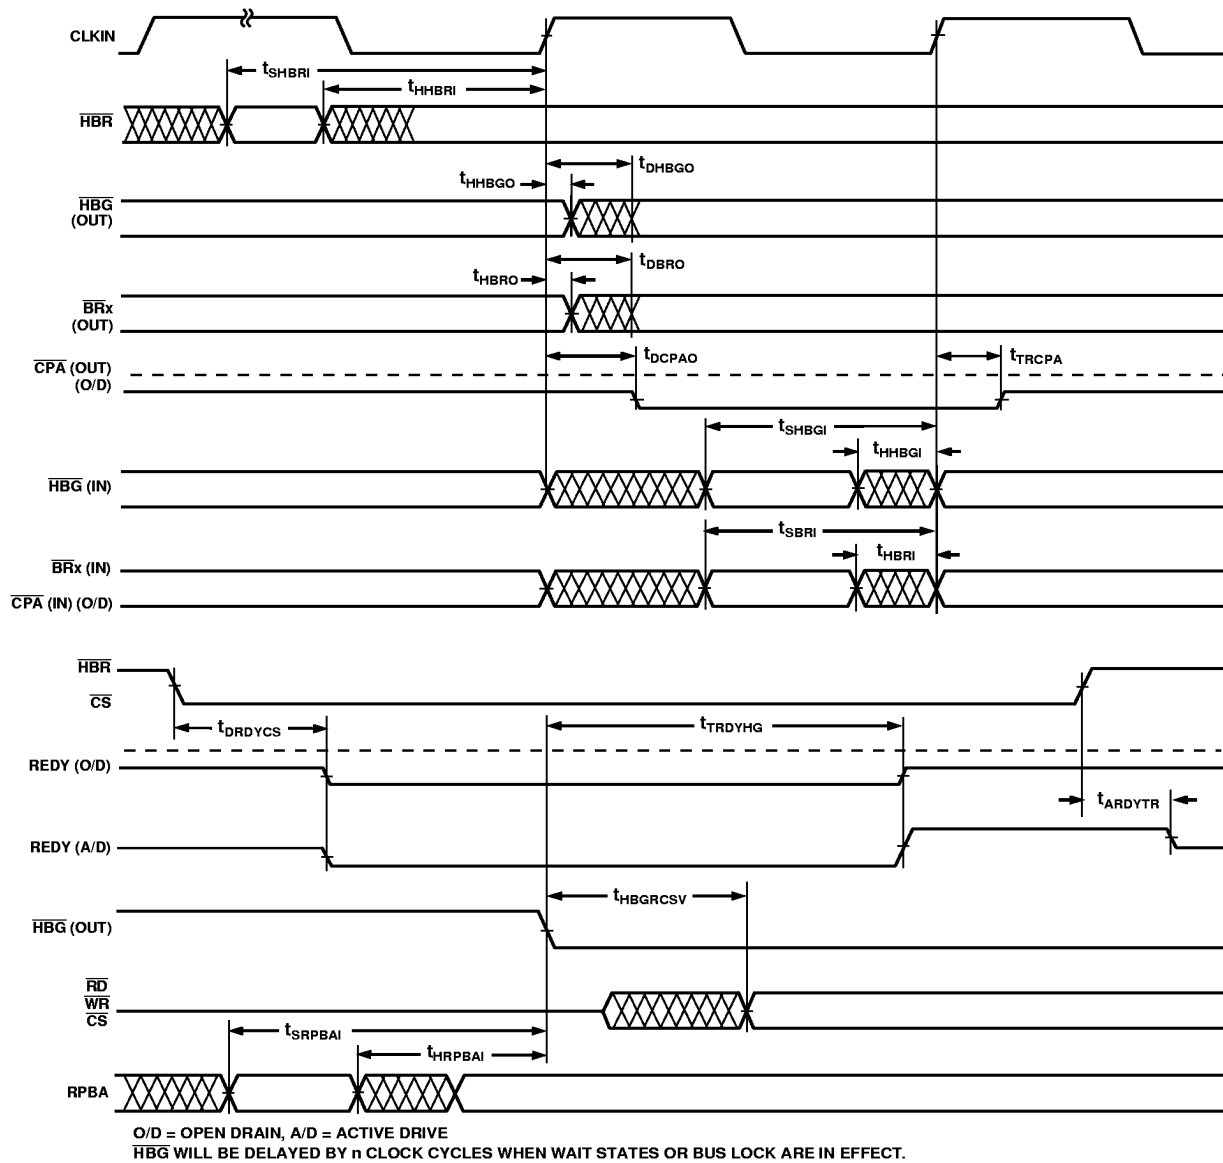 CLKIN
tSHBRI
tHHBRI
HBR
tDHBGO
tHHBGO
HBG
(OUT)
tDBRO
tHBRO
BRx
(OUT)
tDCPAO
tTRCPA
CPA (OUT)
(O/D)
tSHBGI
tHHBGI
HBG (IN)
tSBRI
tHBRI
BRx (IN)
CPA (IN) (O/D)
HBR
CS
tDRDYCS
tTRDYHG
REDY (O/D)
tARDYTR
REDY (A/D)
tHBGRCSV
HBG (OUT)
RD
WR
CS
tSRPBAI
tHRPBAI
RPBA
O/D = OPEN DRAIN, A/D = ACTIVE DRIVE
HBG WILL BE DELAYED BY n CLOCK CYCLES WHEN WAIT STATES OR BUS LOCK ARE IN EFFECT.